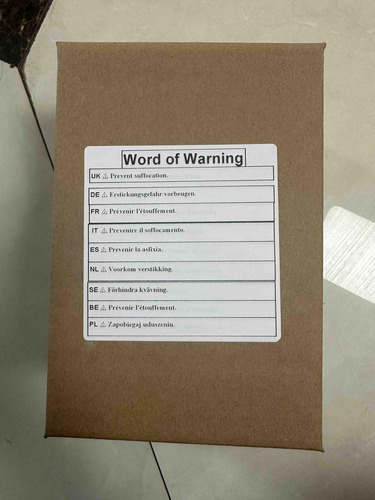 Word of Warning
UK ⚠ Prevent suffocation.
DE ⚠ Erstickungsgefahr vorbeugen.
FR ⚠ Prévenir l'étouffement.
IT ⚠ Prevenire il soffocamento.
ES ⚠ Prevenir la asfixia.
NL ⚠ Voorkom verstikking.
SE ⚠ Förhindra kvävning.
BE ⚠ Prévenir l'étouffement.
PL ⚠ Zapobiegaj uduszeniu.